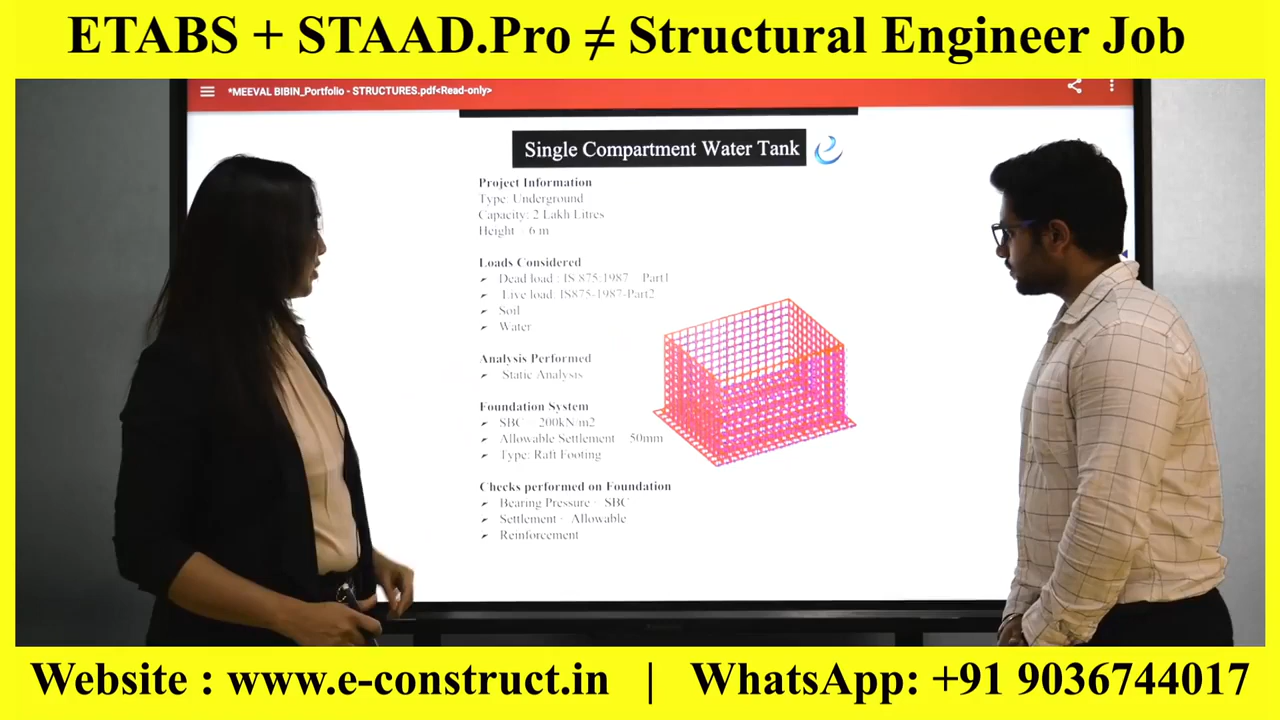 ETABS + STAAD.Pro ≠ Structural Engineer Job
*MEEVAL BIBIN_Portfolio - STRUCTURES.pdf<Read-only>
Single Compartment Water Tank
Project Information
Type: Underground
Capacity: 2 Lakh Litres
Height 6 m
Loads Considered
Dead load : IS 875:1987 Part1
Live load: IS875-1987-Part2
Soil
Water
Analysis Performed
Static Analysis
Foundation System
SBC 200kN/m2
Allowable Settlement 50mm
Type: Raft Footing
Checks performed on Foundation
Bearing Pressure SBC
Settlement Allowable
Reinforcement
Website : www.e-construct.in | WhatsApp: +91 9036744017